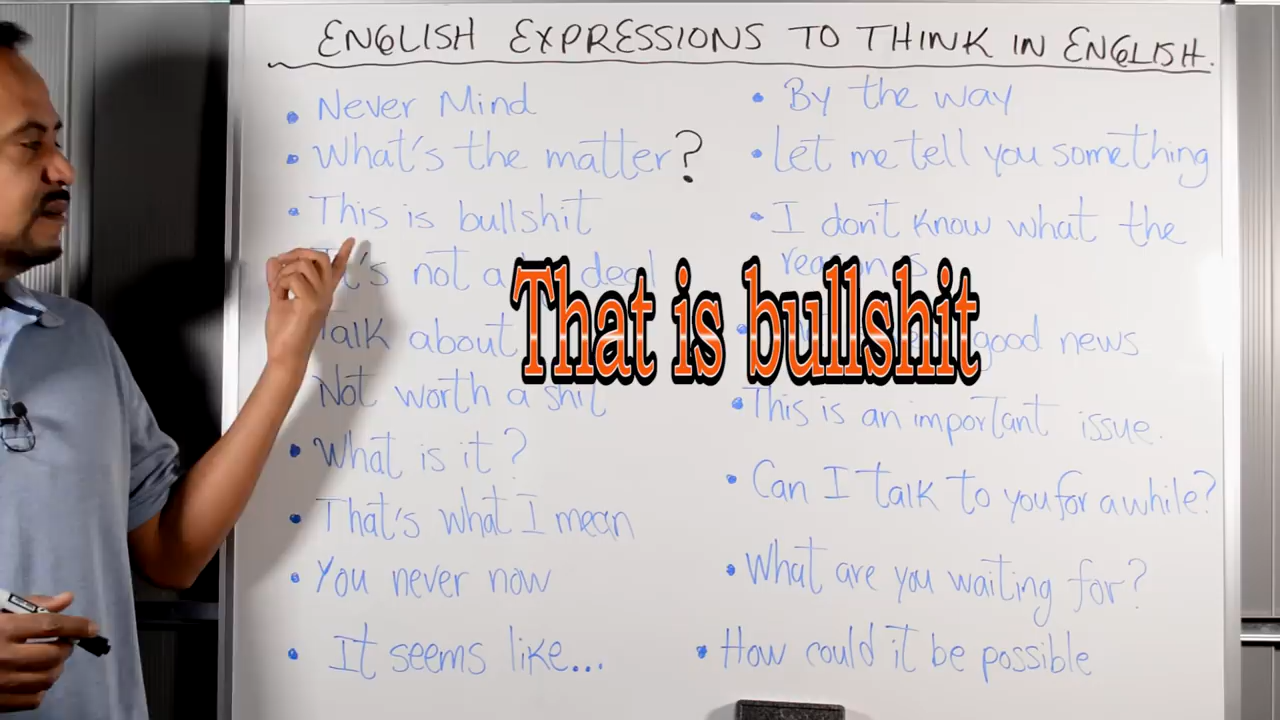 ENGLISH EXPRESSIONS TO THINK IN ENGLISH.
• Never Mind
• What's the matter?
• This is bullshit
not a deal
Talk about
Not worth a shit
• What is it?
• That's what I mean
• You never now
• It seems like...
• By the way
• Let me tell you something
• I don't know what the
good news
• This is an important issue.
• Can I talk to you for a while?
• What are you waiting for?
• How could it be possible
That is bullshit